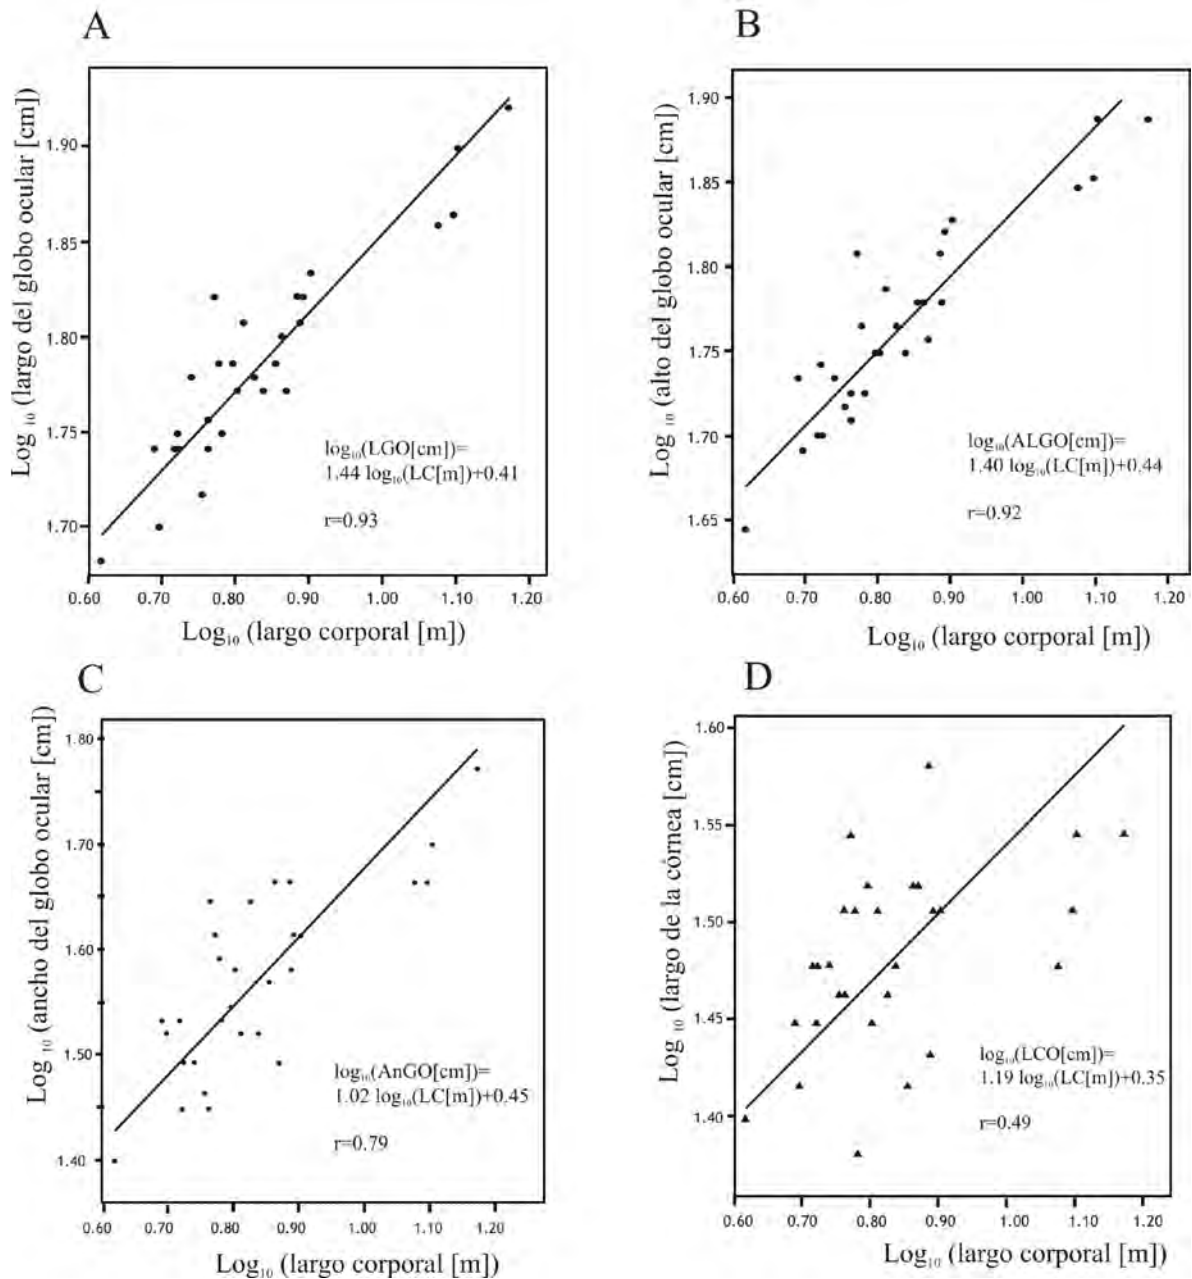 A
Log ₁₀ (largo del globo ocular [cm])
1.90
1.85
1.80
1.75
1.70
log₁₀(LGO[cm])=
1.44 log₁₀(LC[m])+0.41
r=0.93
0.60 0.70 0.80 0.90 1.00 1.10 1.20
Log₁₀ (largo corporal [m])
B
Log ₁₀ (alto del globo ocular [cm])
1.90
1.85
1.80
1.75
1.70
1.65
log₁₀(ALGO[cm])=
1.40 log₁₀(LC[m])+0.44
r=0.92
0.60 0.70 0.80 0.90 1.00 1.10 1.20
Log₁₀ (largo corporal [m])
C
Log ₁₀ (ancho del globo ocular [cm])
1.80
1.70
1.60
1.50
1.40
log₁₀(AnGO[cm])=
1.02 log₁₀(LC[m])+0.45
r=0.79
0.60 0.70 0.80 0.90 1.00 1.10 1.20
Log₁₀ (largo corporal [m])
D
Log ₁₀ (largo de la córnea [cm])
1.60
1.55
1.50
1.45
1.40
log₁₀(LCO[cm])=
1.19 log₁₀(LC[m])+0.35
r=0.49
0.60 0.70 0.80 0.90 1.00 1.10 1.20
Log₁₀ (largo corporal [m])